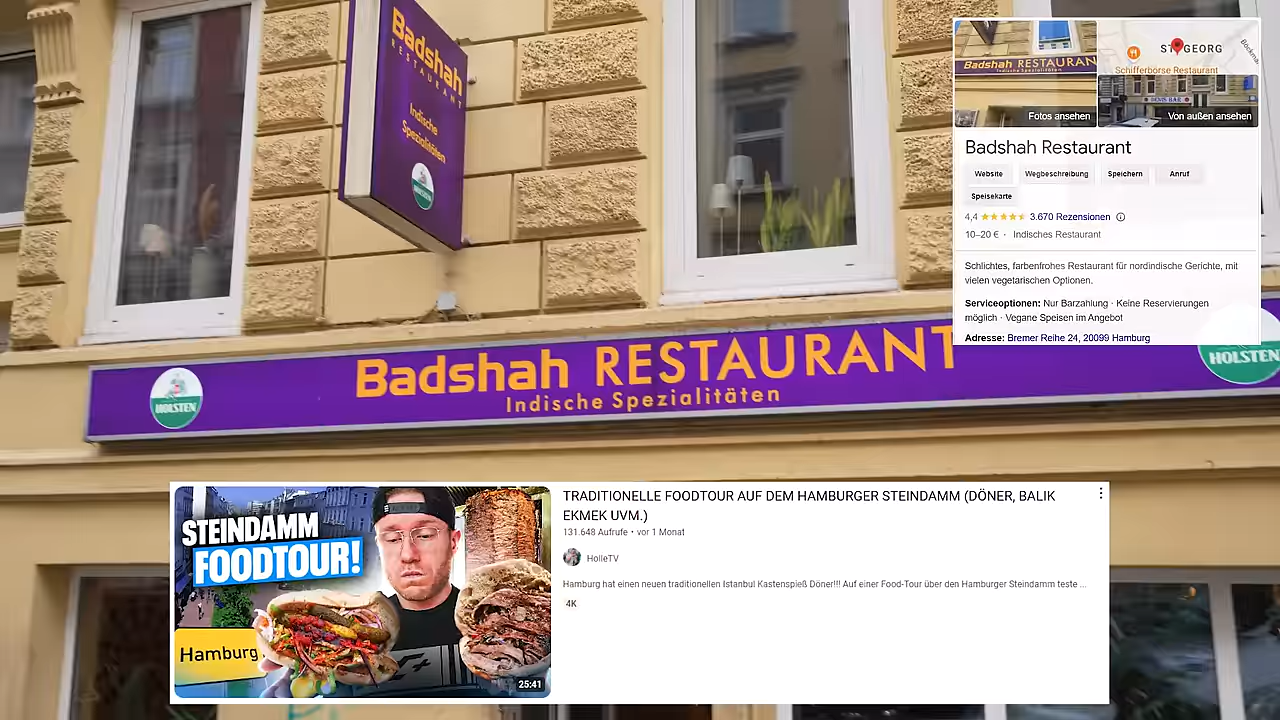 Badshah
RESTAURANT
Indische
Spezialitäten
HOLSTEN
Badshah RESTAURANT
Indische Spezialitäten
HOLSTEN
HOLSTEN
Badshah RESTAURAN
Indische Spezialitäten
Fotos ansehen
ST. GEORG
Schifferbörse Restaurant
Von außen ansehen
Badshah Restaurant
Website
Wegbeschreibung
Speichern
Anruf
Speisekarte
4,4 3.670 Rezensionen
10–20 € · Indisches Restaurant
Schlichtes, farbenfrohes Restaurant für nordindische Gerichte, mit
vielen vegetarischen Optionen.
Serviceoptionen: Nur Barzahlung · Keine Reservierungen
möglich · Vegane Speisen im Angebot
Adresse: Bremer Reihe 24, 20099 Hamburg
STEINDAMM
FOODTOUR!
Hamburg
25:41
TRADITIONELLE FOODTOUR AUF DEM HAMBURGER STEINDAMM (DÖNER, BALIK
EKMEK UVM.)
131.648 Aufrufe • vor 1 Monat
HolleTV
Hamburg hat einen neuen traditionellen Istanbul Kastenspieß Döner!!! Auf einer Food-Tour über den Hamburger Steindamm teste ...
4K